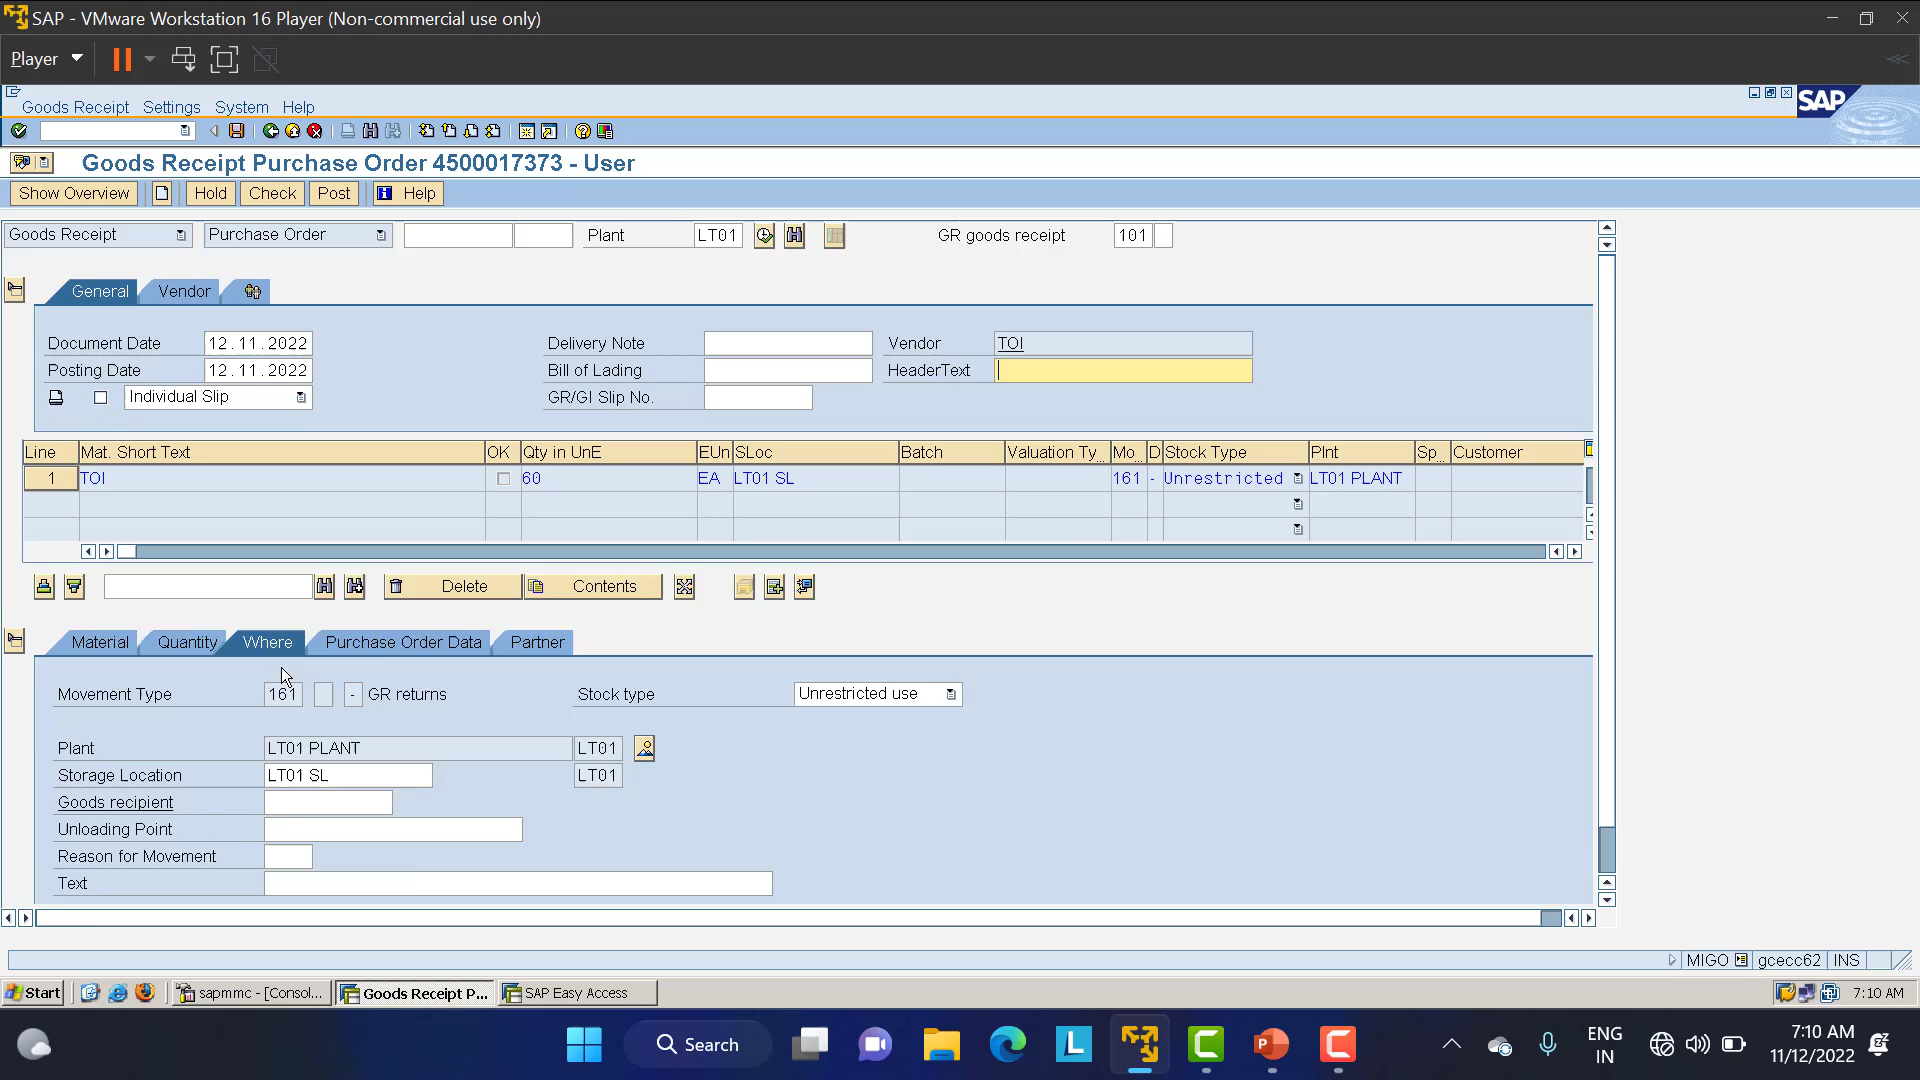 SAP - VMware Workstation 16 Player (Non-commercial use only)
Player
Goods Receipt Settings System Help
SAP
Goods Receipt Purchase Order 4500017373 - User
Show Overview Hold Check Post Help
Goods Receipt Purchase Order Plant LT01 GR goods receipt 101
General Vendor
Document Date 12.11.2022 Delivery Note Vendor TOI
Posting Date 12.11.2022 Bill of Lading HeaderText
Individual Slip GR/GI Slip No.
Line Mat. Short Text OK Qty in UnE EUn SLoc Batch Valuation Ty... Mo... D Stock Type Plnt Sp... Customer
1 TOI 60 EA LT01 SL 161 - Unrestricted LT01 PLANT
Delete Contents
Material Quantity Where Purchase Order Data Partner
Movement Type 161 - GR returns Stock type Unrestricted use
Plant LT01 PLANT LT01
Storage Location LT01 SL LT01
Goods recipient
Unloading Point
Reason for Movement
Text
MIGO gcecc62 INS
Start sapmmc - [Consol... Goods Receipt P... SAP Easy Access 7:10 AM
Search ENG IN 7:10 AM 11/12/2022